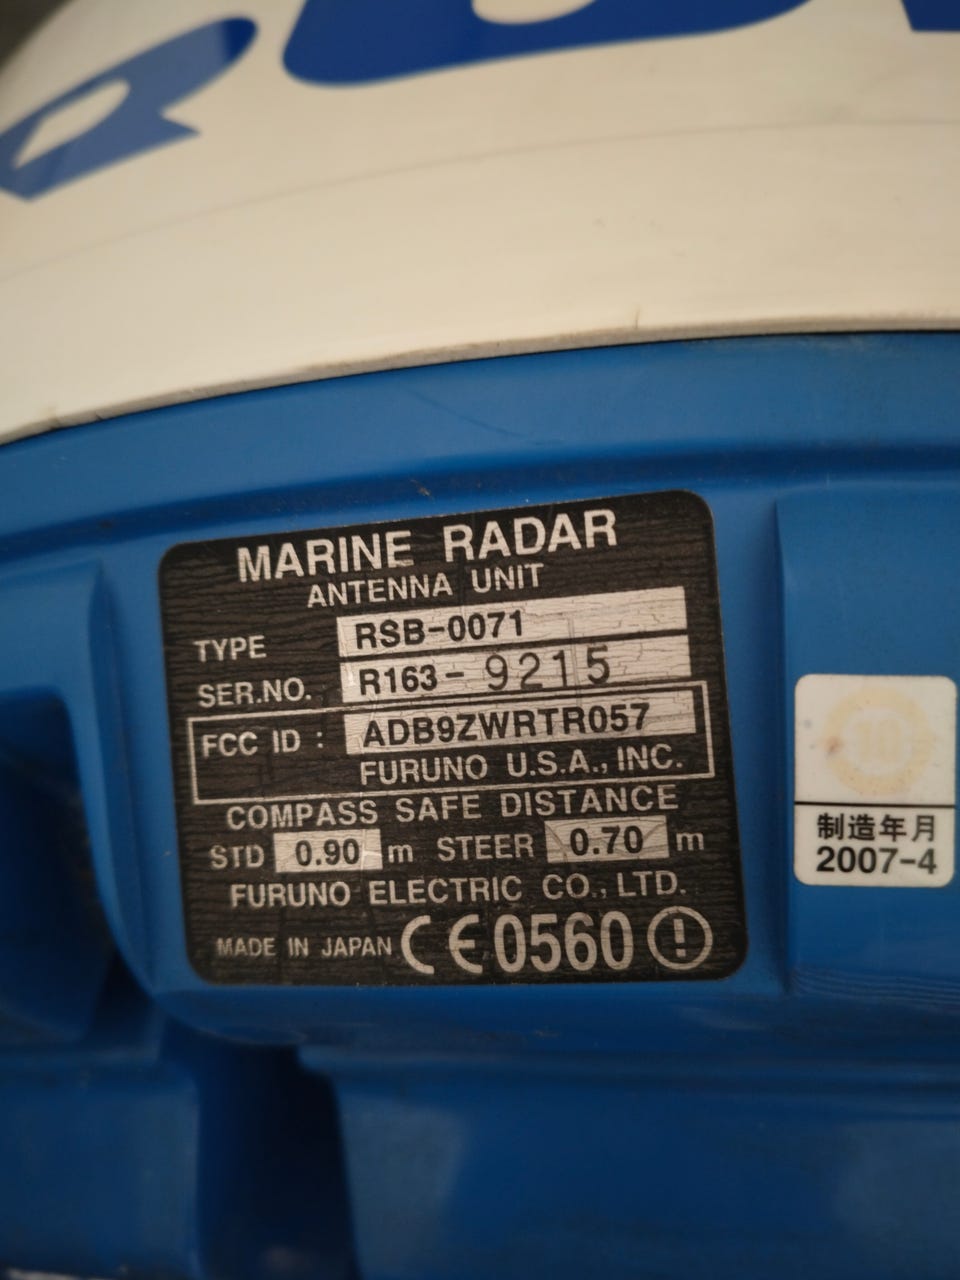 MARINE RADAR
ANTENNA UNIT
TYPE RSB-0071
SER.NO. R163-9215
FCC ID : ADB9ZWRTR057
FURUNO U.S.A., INC.
COMPASS SAFE DISTANCE
STD 0.90 m STEER 0.70 m
FURUNO ELECTRIC CO., LTD.
MADE IN JAPAN CE0560
10
制造年月
2007-4